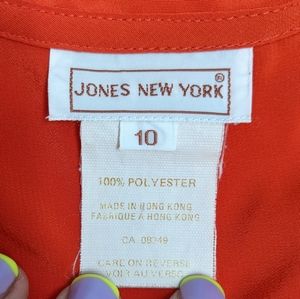 JONES NEW YORK®
10
100% POLYESTER
MADE IN HONG KONG
FABRIQUE A HONG KONG
CA 08249
CARE ON REVERSE
VOIR AU VERSO